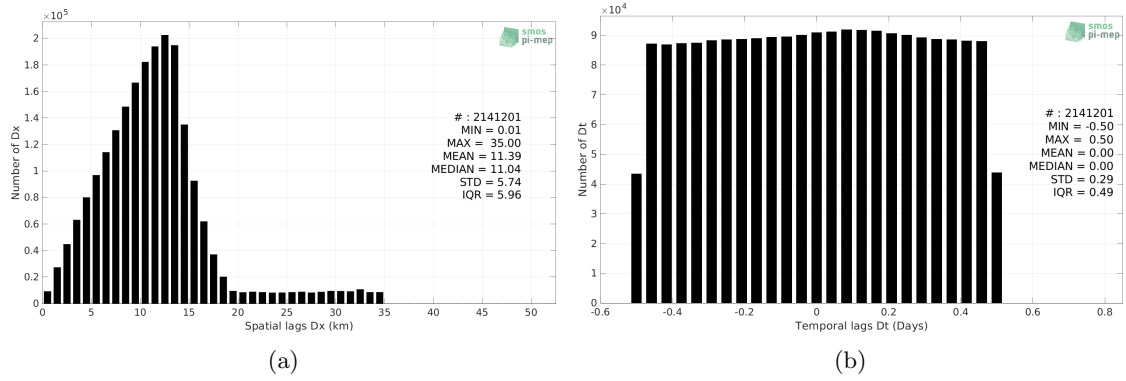 ×10^5
smos
pi-mep
2
1.8
1.6
1.4
1.2
1
0.8
0.6
0.4
0.2
0
Number of Dx
# : 2141201
MIN = 0.01
MAX = 35.00
MEAN = 11.39
MEDIAN = 11.04
STD = 5.74
IQR = 5.96
0 5 10 15 20 25 30 35 40 45 50
Spatial lags Dx (km)
(a)
×10^4
smos
pi-mep
9
8
7
6
5
4
3
2
1
0
Number of Dt
# : 2141201
MIN = -0.50
MAX = 0.50
MEAN = 0.00
MEDIAN = 0.00
STD = 0.29
IQR = 0.49
-0.6 -0.4 -0.2 0 0.2 0.4 0.6 0.8
Temporal lags Dt (Days)
(b)